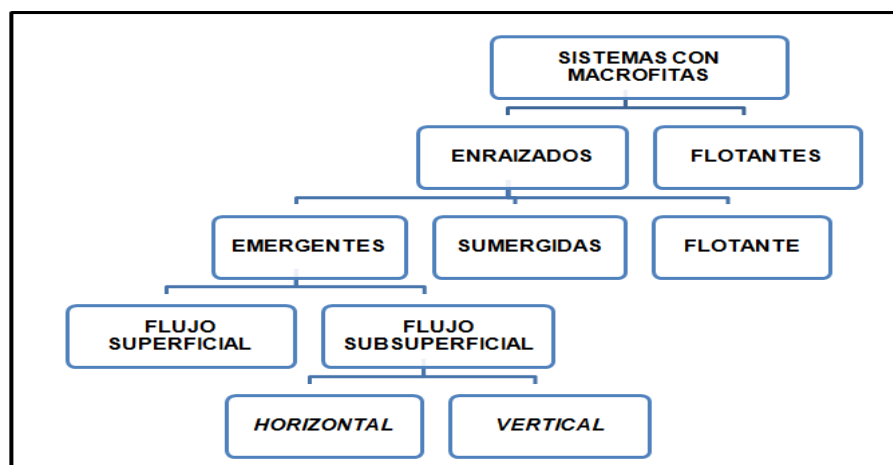 SISTEMAS CON
MACROFITAS
ENRAIZADOS
FLOTANTES
EMERGENTES
SUMERGIDAS
FLOTANTE
FLUJO
SUPERFICIAL
FLUJO
SUBSUPERFICIAL
HORIZONTAL
VERTICAL